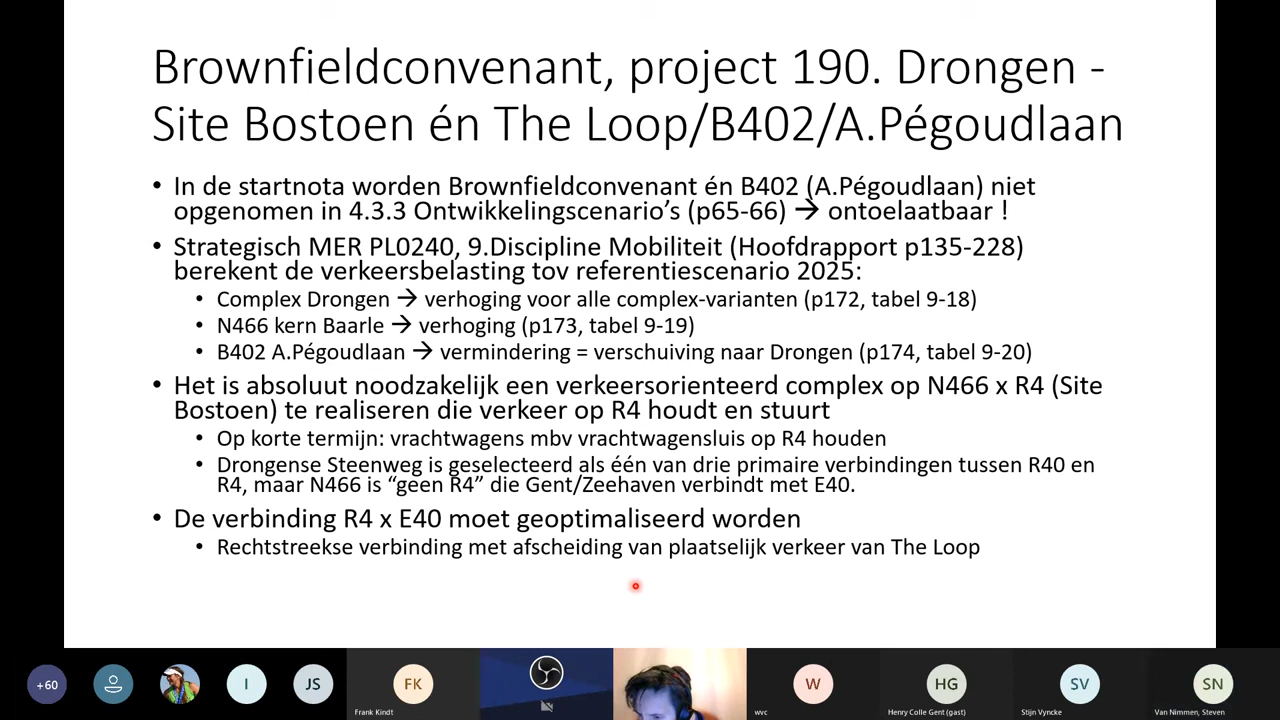 Brownfieldconvenant, project 190. Drongen -
Site Bostoen én The Loop/B402/A.Pégoudlaan
• In de startnota worden Brownfieldconvenant én B402 (A.Pégoudlaan) niet
opgenomen in 4.3.3 Ontwikkelingscenario's (p65-66) → ontoelaatbaar !
• Strategisch MER PL0240, 9.Discipline Mobiliteit (Hoofdrapport p135-228)
berekent de verkeersbelasting tov referentiescenario 2025:
• Complex Drongen → verhoging voor alle complex-varianten (p172, tabel 9-18)
• N466 kern Baarle → verhoging (p173, tabel 9-19)
• B402 A.Pégoudlaan → vermindering = verschuiving naar Drongen (p174, tabel 9-20)
• Het is absoluut noodzakelijk een verkeersorienteerd complex op N466 x R4 (Site
Bostoen) te realiseren die verkeer op R4 houdt en stuurt
• Op korte termijn: vrachtwagens mbv vrachtwagensluis op R4 houden
• Drongense Steenweg is geselecteerd als één van drie primaire verbindingen tussen R40 en
R4, maar N466 is “geen R4” die Gent/Zeehaven verbindt met E40.
• De verbinding R4 x E40 moet geoptimaliseerd worden
• Rechtstreekse verbinding met afscheiding van plaatselijk verkeer van The Loop
+60
I
JS
FK
W
HG
SV
SN
Frank Kindt
wvc
Henry Colle Gent (gast)
Stijn Vyncke
Van Nimmen, Steven